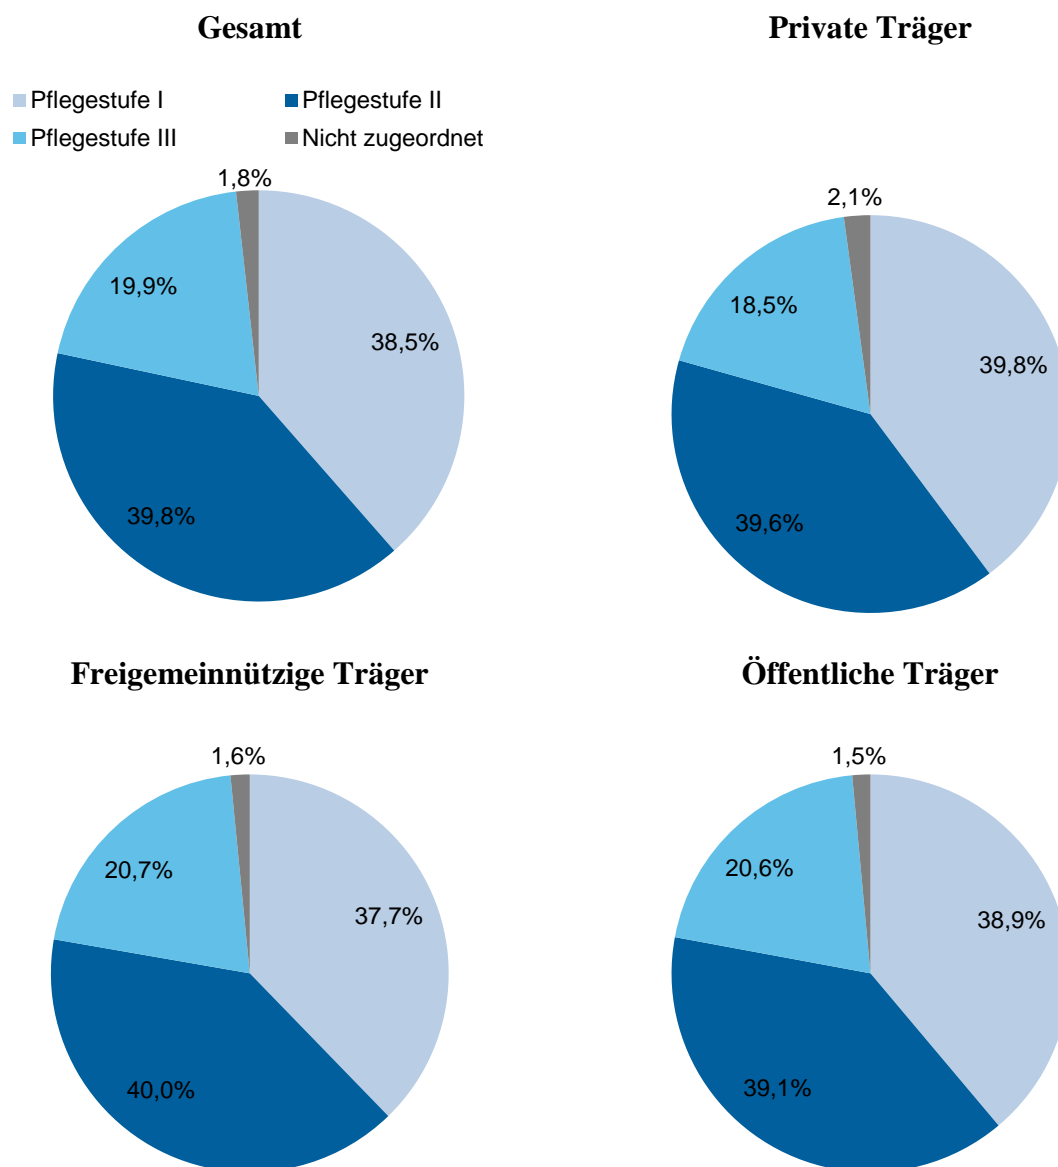 Gesamt
Private Träger
Pflegestufe I
Pflegestufe II
Pflegestufe III
Nicht zugeordnet
1,8%
19,9%
38,5%
39,8%
2,1%
18,5%
39,8%
39,6%
Freigemeinnützige Träger
Öffentliche Träger
1,6%
20,7%
37,7%
40,0%
1,5%
20,6%
38,9%
39,1%